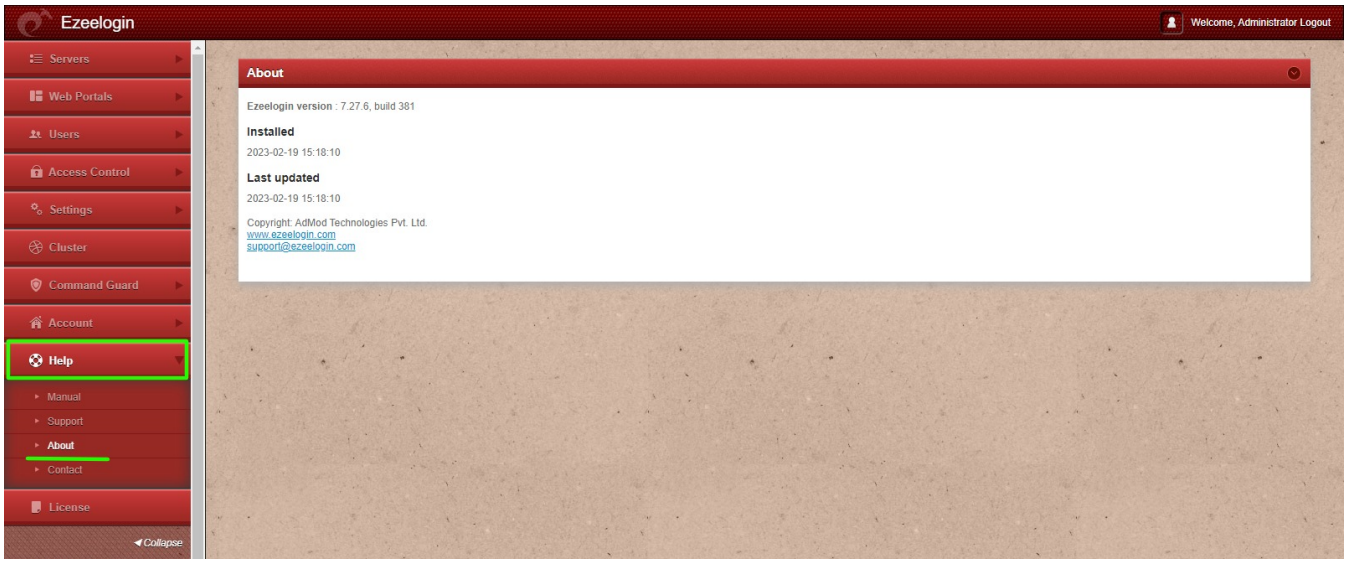 Ezeelogin
Welcome, Administrator Logout
Servers
Web Portals
Users
Access Control
Settings
Cluster
Command Guard
Account
Help
Manual
Support
About
Contact
License
Collapse
About
Ezeelogin version : 7.27.6, build 381
Installed
2023-02-19 15:18:10
Last updated
2023-02-19 15:18:10
Copyright: AdMod Technologies Pvt. Ltd.
www.ezeelogin.com
support@ezeelogin.com